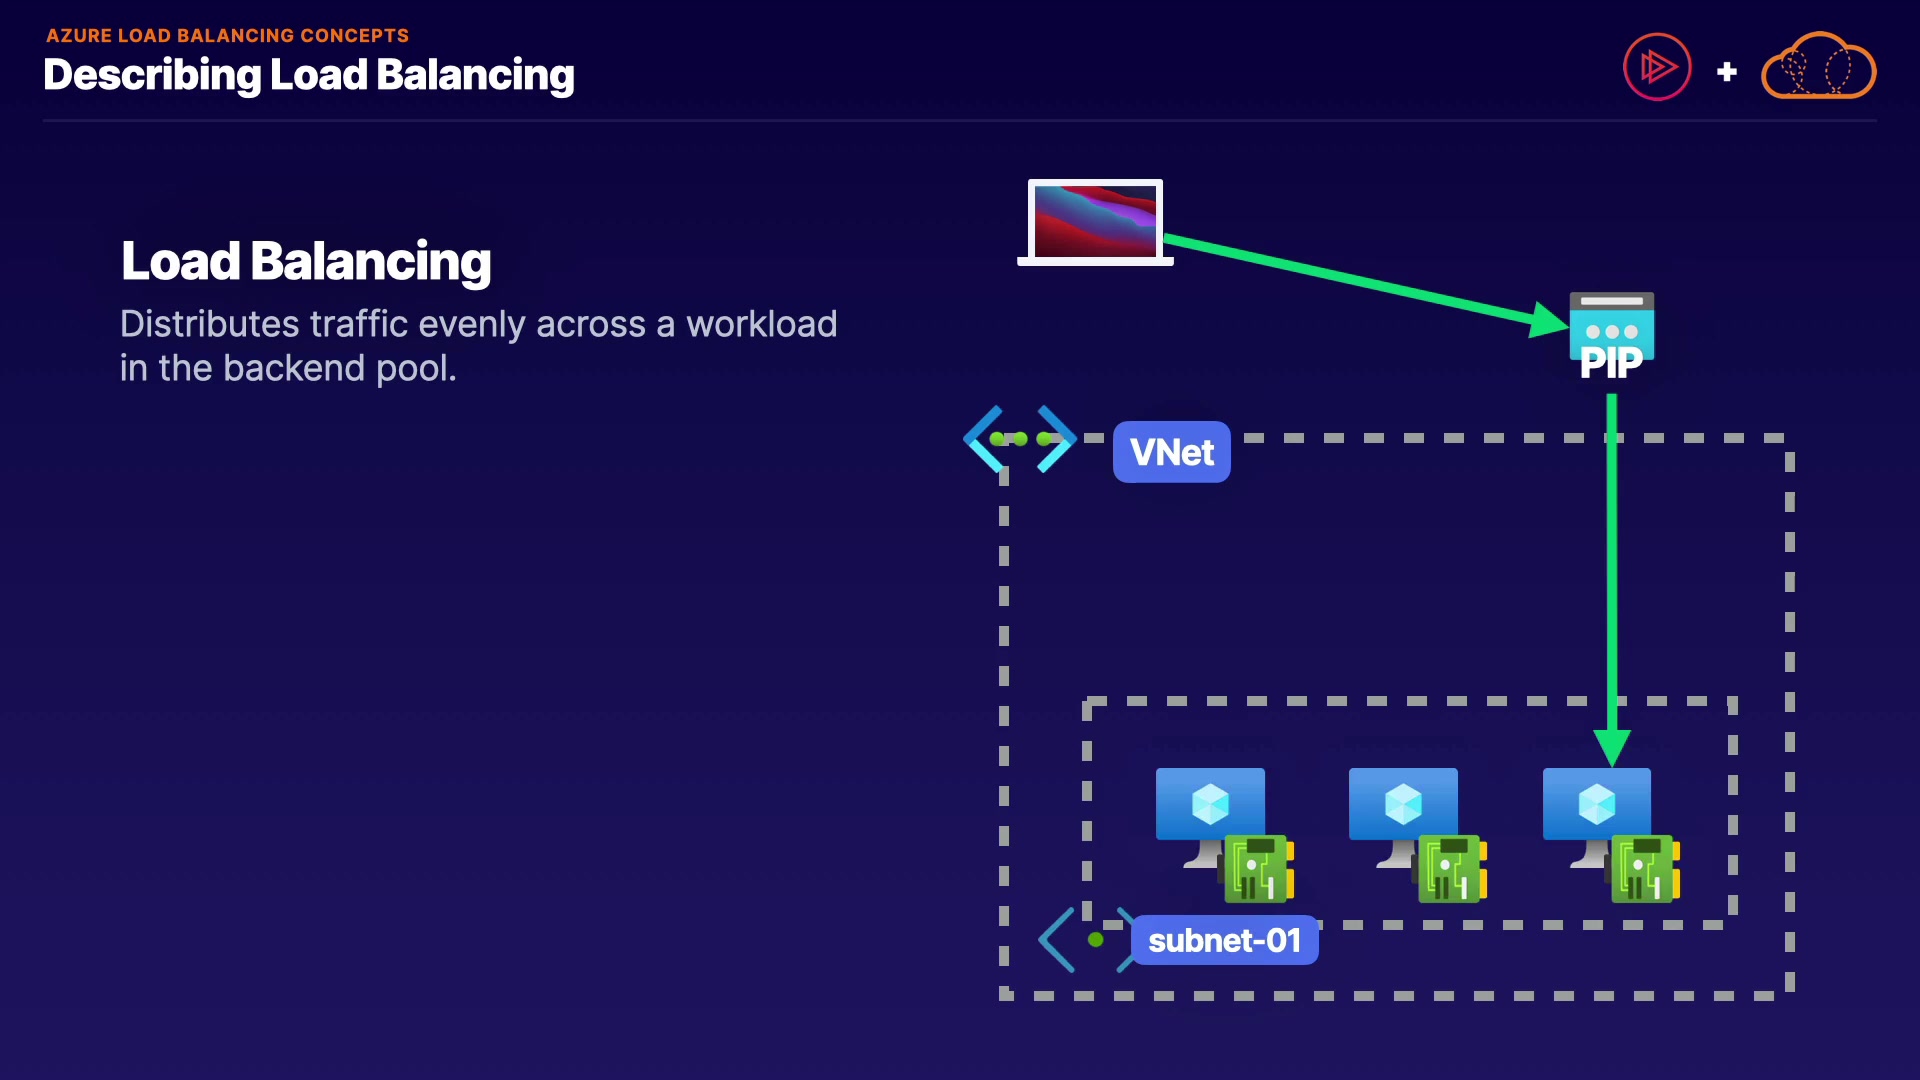 AZURE LOAD BALANCING CONCEPTS
Describing Load Balancing
Load Balancing
Distributes traffic evenly across a workload
in the backend pool.
PIP
VNet
subnet-01